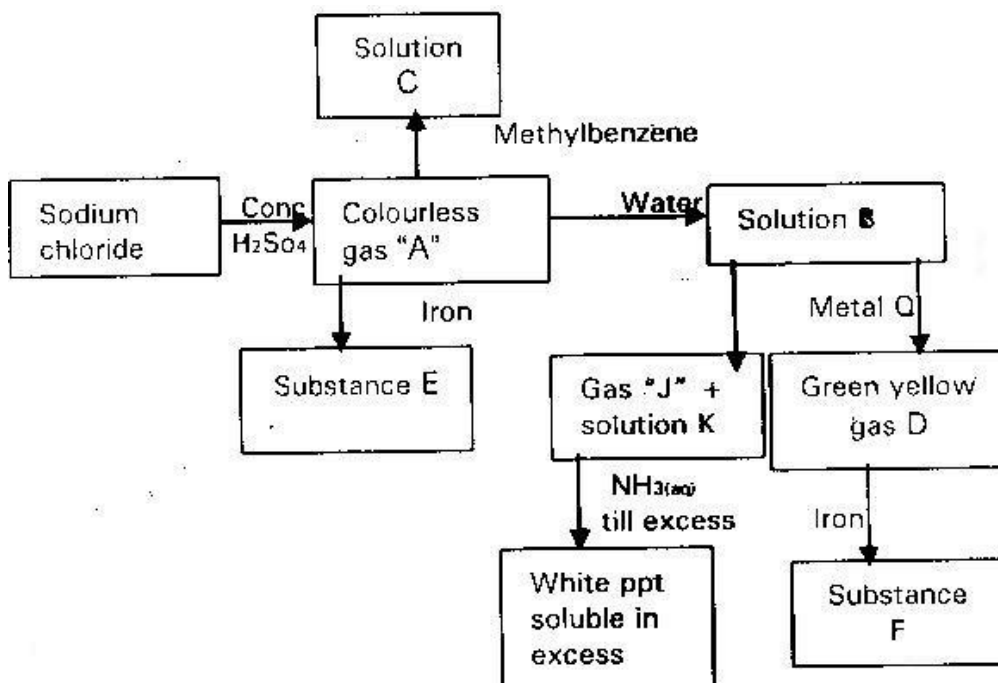 Solution
C
Methylbenzene
Sodium
chloride
Conc
H₂So₄
Colourless
gas "A"
Water
Solution B
Iron
Metal Q
Substance E
Gas "J" +
solution K
Green yellow
gas D
NH₃(aq)
till excess
Iron
White ppt
soluble in
excess
Substance
F